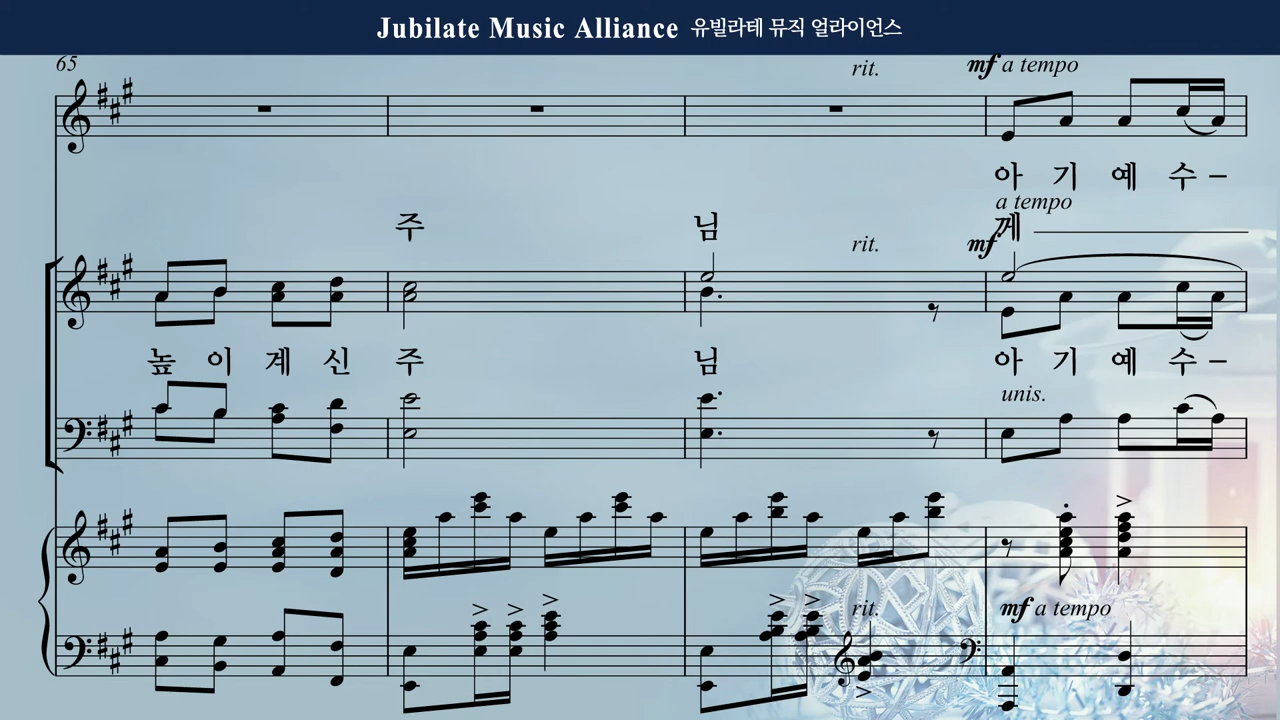 Jubilate Music Alliance 유빌라테 뮤직 얼라이언스
65 rit. mf a tempo
아 기 예 수 –
a tempo
주 님 께
rit. mf
높 이 계 신 주 님 아 기 예 수 –
unis.
rit. mf a tempo